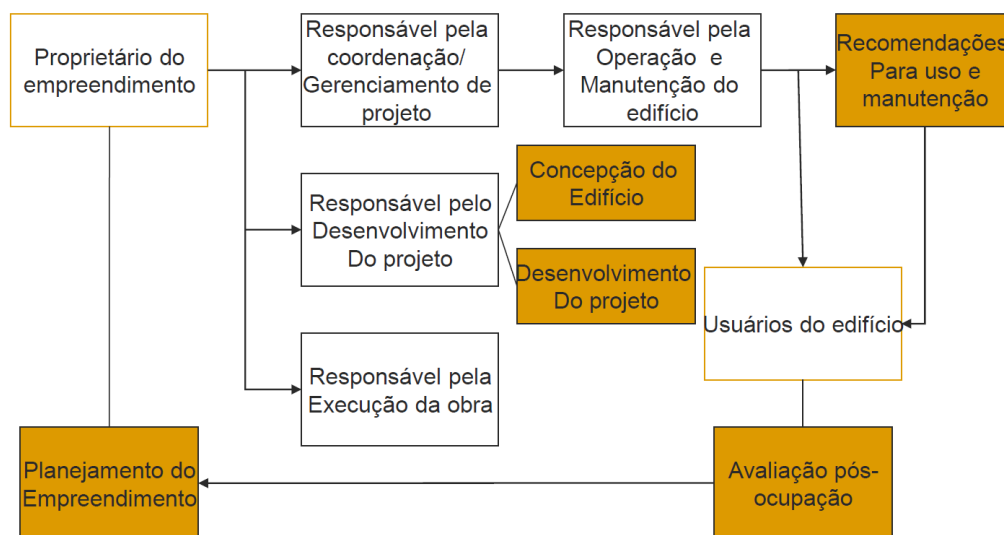 Proprietário do
empreendimento
Responsável pela
coordenação/
Gerenciamento de
projeto
Responsável pela
Operação e
Manutenção do
edifício
Recomendações
Para uso e
manutenção
Responsável pelo
Desenvolvimento
Do projeto
Concepção do
Edifício
Desenvolvimento
Do projeto
Usuários do edifício
Responsável pela
Execução da obra
Planejamento do
Empreendimento
Avaliação pós-
ocupação